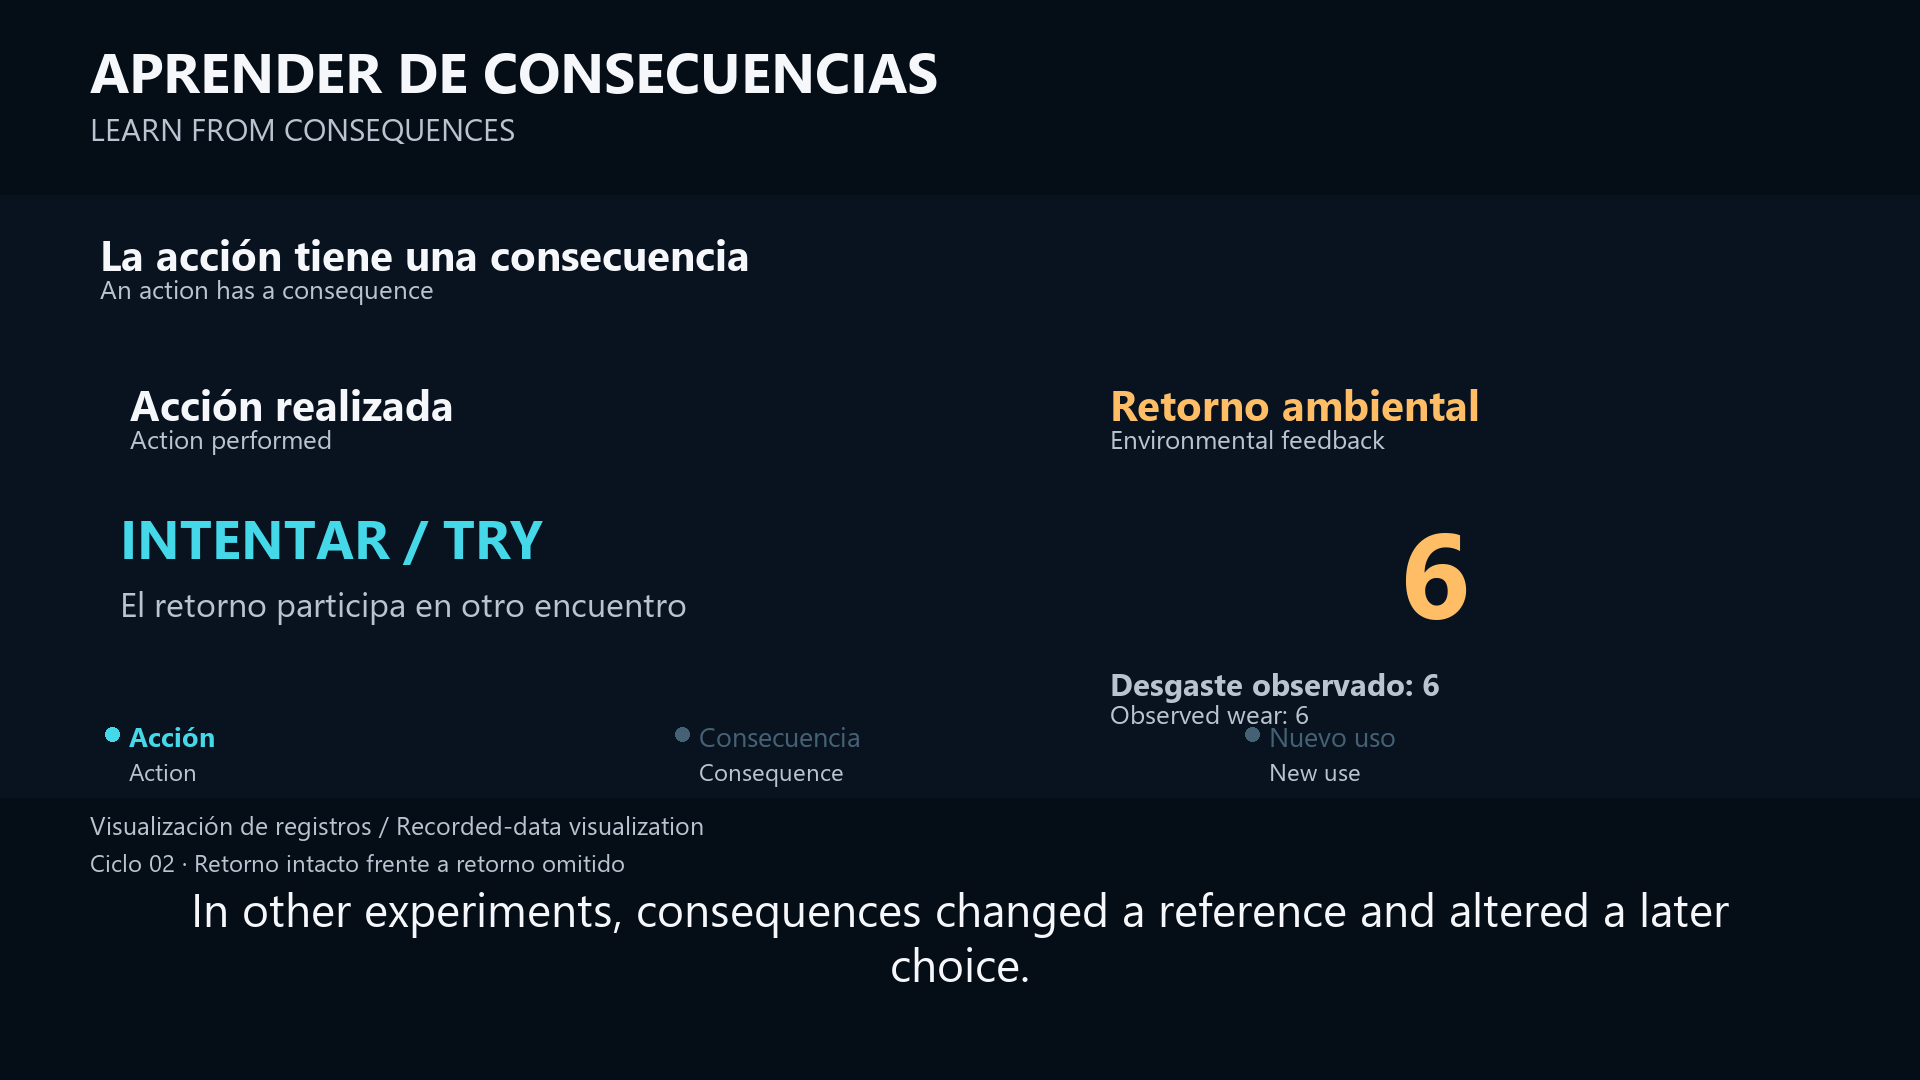 APRENDER DE CONSECUENCIAS
LEARN FROM CONSEQUENCES
La acción tiene una consecuencia
An action has a consequence
Acción realizada
Action performed
Retorno ambiental
Environmental feedback
INTENTAR / TRY
El retorno participa en otro encuentro
6
Desgaste observado: 6
Observed wear: 6
Acción
Action
Consecuencia
Consequence
Nuevo uso
New use
Visualización de registros / Recorded-data visualization
Ciclo 02 · Retorno intacto frente a retorno omitido
In other experiments, consequences changed a reference and altered a later
choice.